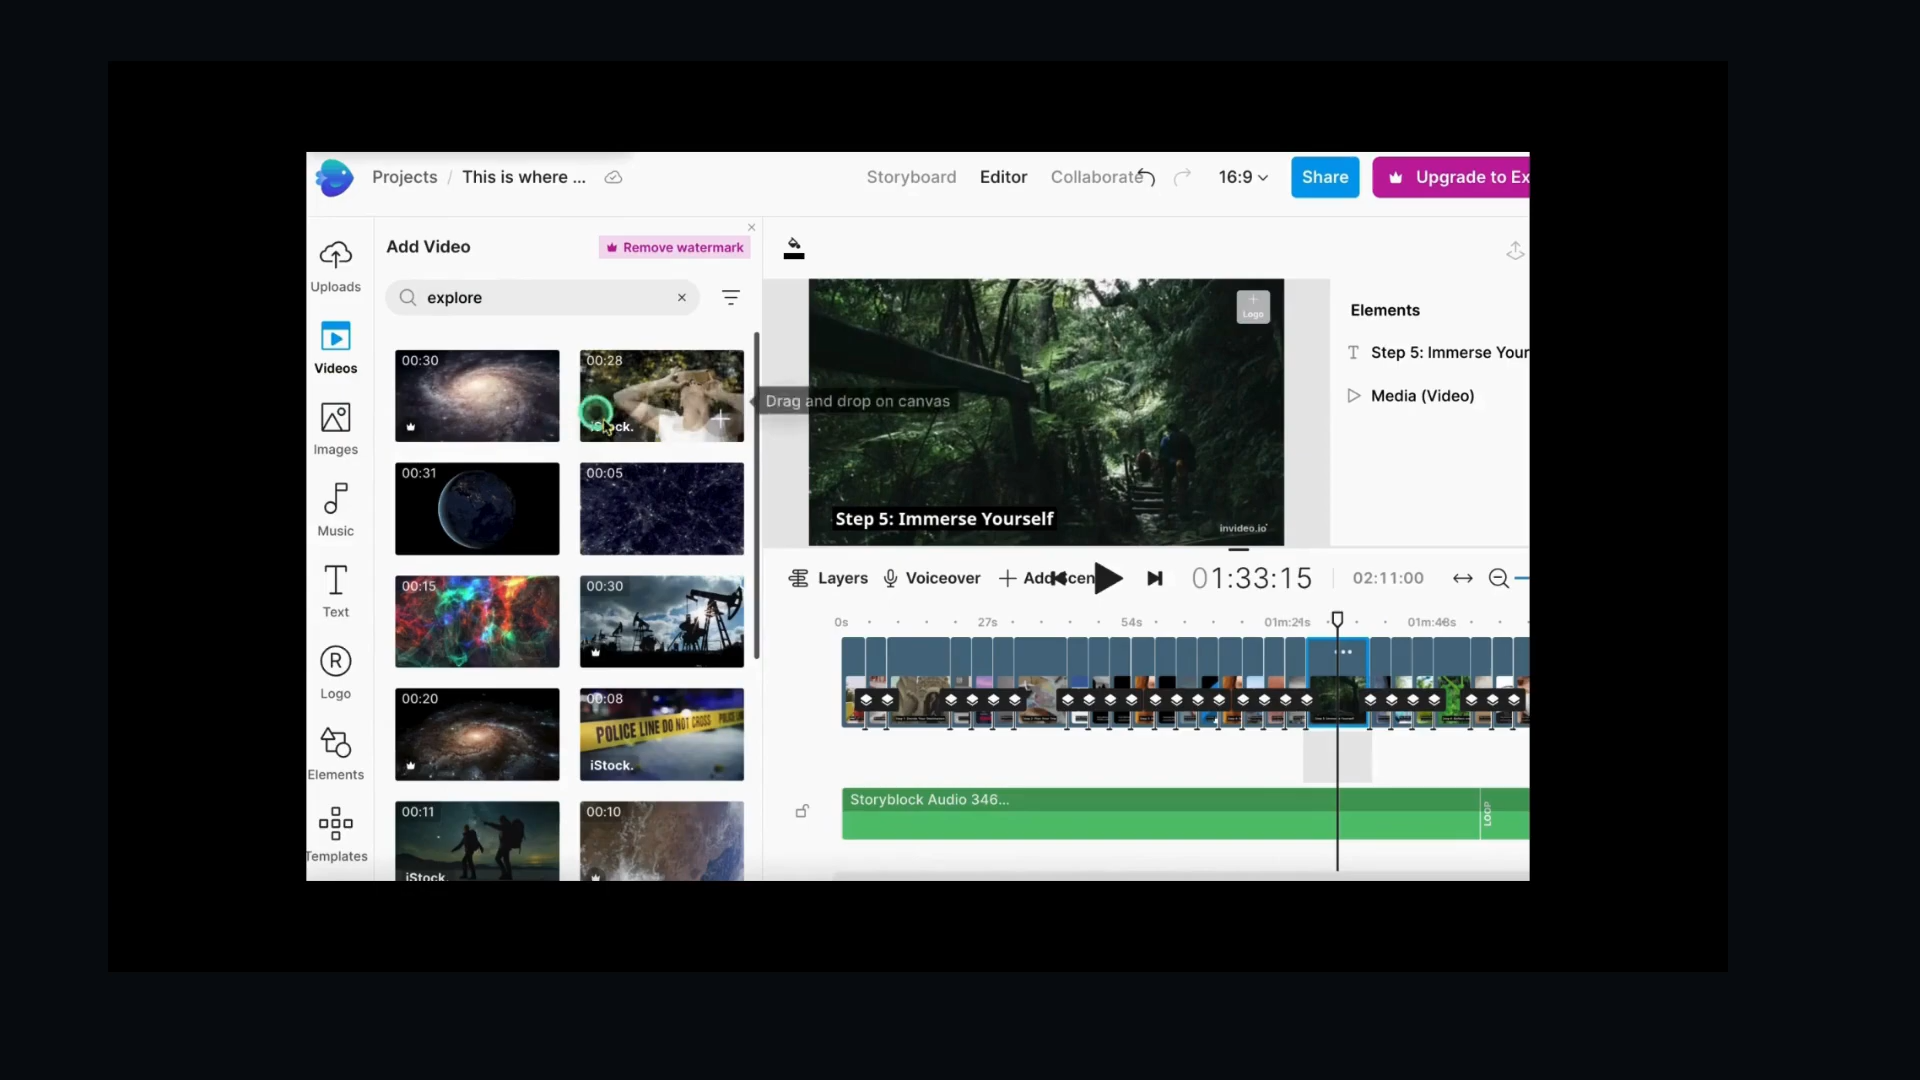 Projects / This is where ...
Storyboard
Editor
Collaborate
16:9
Share
Upgrade to Ex
Uploads
Videos
Images
Music
Text
Logo
Elements
Templates
Add Video
Remove watermark
explore
00:30
00:28
iStock.
00:31
00:05
00:15
00:30
00:20
00:08
POLICE LINE DO NOT CROSS
iStock.
00:11
iStock.
00:10
Drag and drop on canvas
Logo
Step 5: Immerse Yourself
invideo.io
Elements
Step 5: Immerse Your
Media (Video)
Layers
Voiceover
Add Scen
01:33:15
02:11:00
0s
27s
54s
01m:21s
01m:48s
Storyblock Audio 346...
LOOP